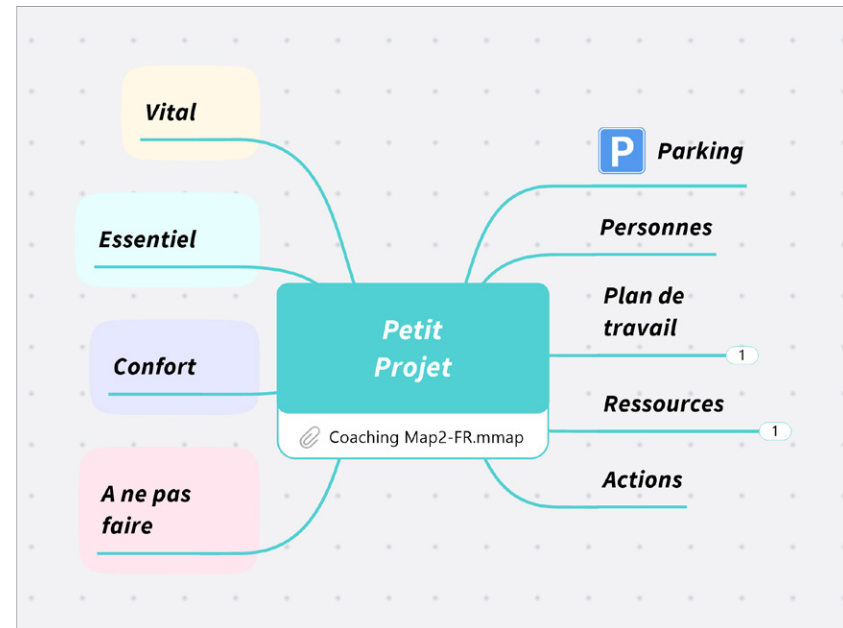 Vital
Essentiel
Confort
A ne pas
faire
Petit
Projet
Coaching Map2-FR.mmap
P Parking
Personnes
Plan de
travail
1
Ressources
1
Actions